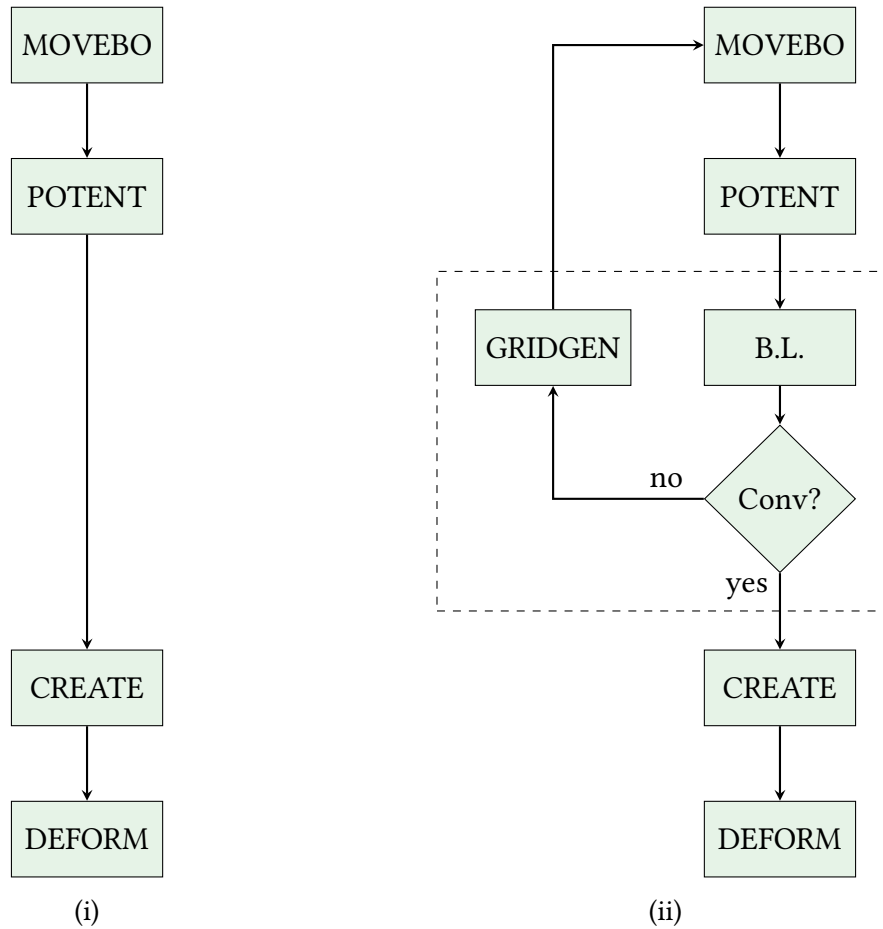 MOVEBO
POTENT
CREATE
DEFORM
(i)
MOVEBO
POTENT
GRIDGEN
B.L.
no
Conv?
yes
CREATE
DEFORM
(ii)